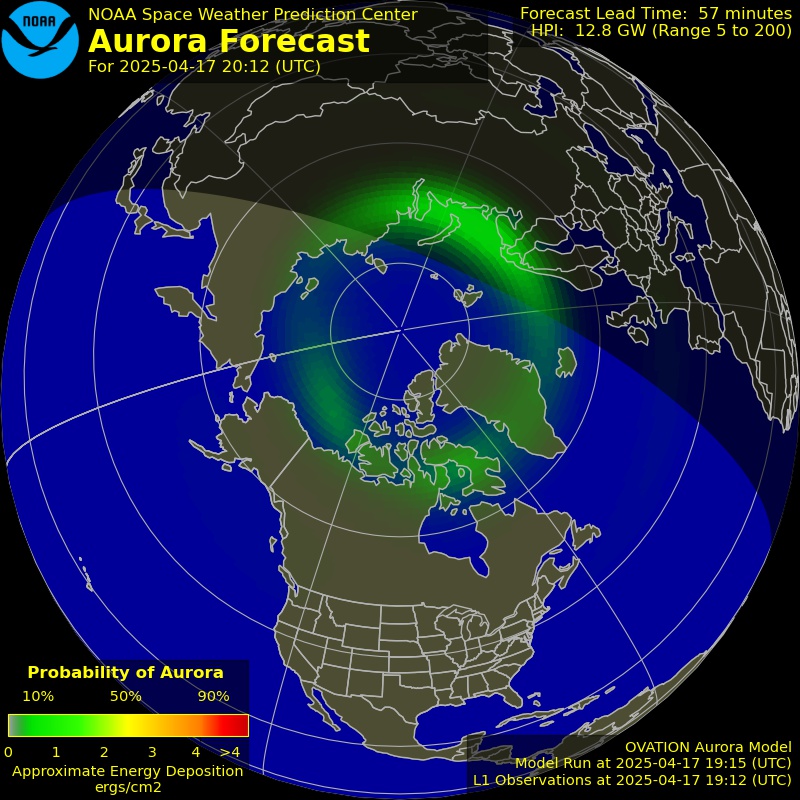 NOAA
NOAA Space Weather Prediction Center
Aurora Forecast
For 2025-04-17 20:12 (UTC)
Forecast Lead Time: 57 minutes
HPI: 12.8 GW (Range 5 to 200)
Probability of Aurora
10% 50% 90%
0 1 2 3 4 >4
Approximate Energy Deposition
ergs/cm2
OVATION Aurora Model
Model Run at 2025-04-17 19:15 (UTC)
L1 Observations at 2025-04-17 19:12 (UTC)